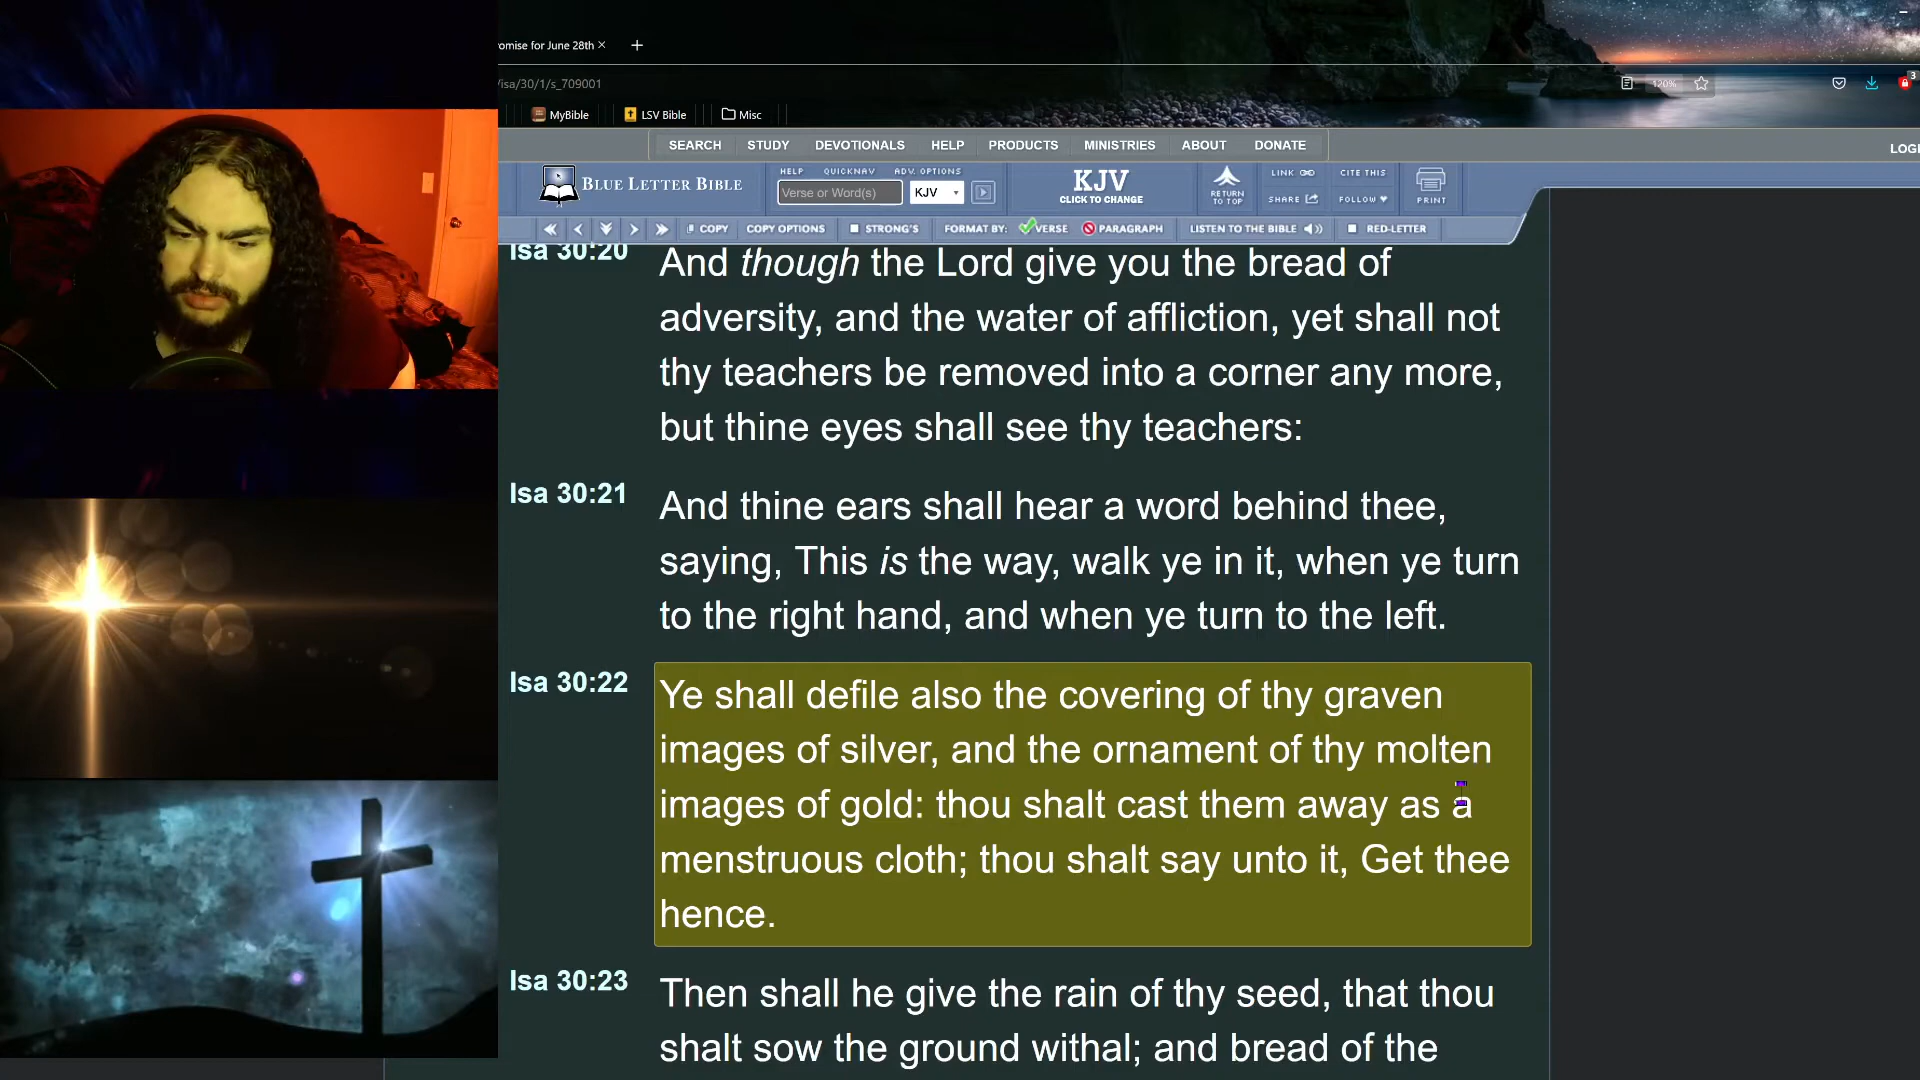 omise for June 28th
/isa/30/1/s_709001
120%
3
MyBible
LSV Bible
Misc
SEARCH STUDY DEVOTIONALS HELP PRODUCTS MINISTRIES ABOUT DONATE
LOGI
BLUE LETTER BIBLE
HELP QUICKNAV ADV. OPTIONS
Verse or Word(s)
KJV
KJV
CLICK TO CHANGE
RETURN
TO TOP
LINK
CITE THIS
SHARE
FOLLOW
PRINT
COPY COPY OPTIONS STRONG'S FORMAT BY: VERSE PARAGRAPH LISTEN TO THE BIBLE RED-LETTER
Isa 30:20
And though the Lord give you the bread of
adversity, and the water of affliction, yet shall not
thy teachers be removed into a corner any more,
but thine eyes shall see thy teachers:
Isa 30:21
And thine ears shall hear a word behind thee,
saying, This is the way, walk ye in it, when ye turn
to the right hand, and when ye turn to the left.
Isa 30:22
Ye shall defile also the covering of thy graven
images of silver, and the ornament of thy molten
images of gold: thou shalt cast them away as a
menstruous cloth; thou shalt say unto it, Get thee
hence.
Isa 30:23
Then shall he give the rain of thy seed, that thou
shalt sow the ground withal; and bread of the